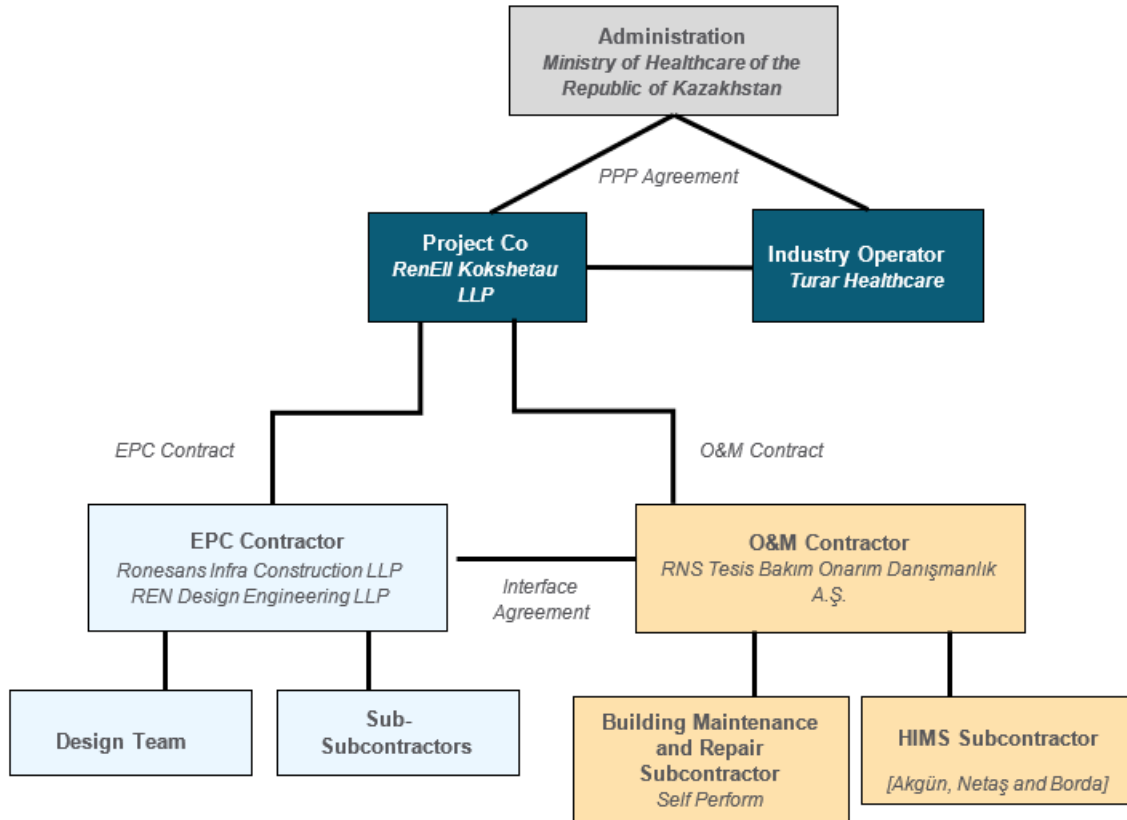 Administration
Ministry of Healthcare of the
Republic of Kazakhstan
PPP Agreement
Project Co
RenEll Kokshetau
LLP
Industry Operator
Turar Healthcare
EPC Contract
O&M Contract
EPC Contractor
Ronesans Infra Construction LLP
REN Design Engineering LLP
Interface
Agreement
O&M Contractor
RNS Tesis Bakım Onarım Danışmanlık
A.Ş.
Design Team
Sub-
Subcontractors
Building Maintenance
and Repair
Subcontractor
Self Perform
HIMS Subcontractor
[Akgün, Netaş and Borda]